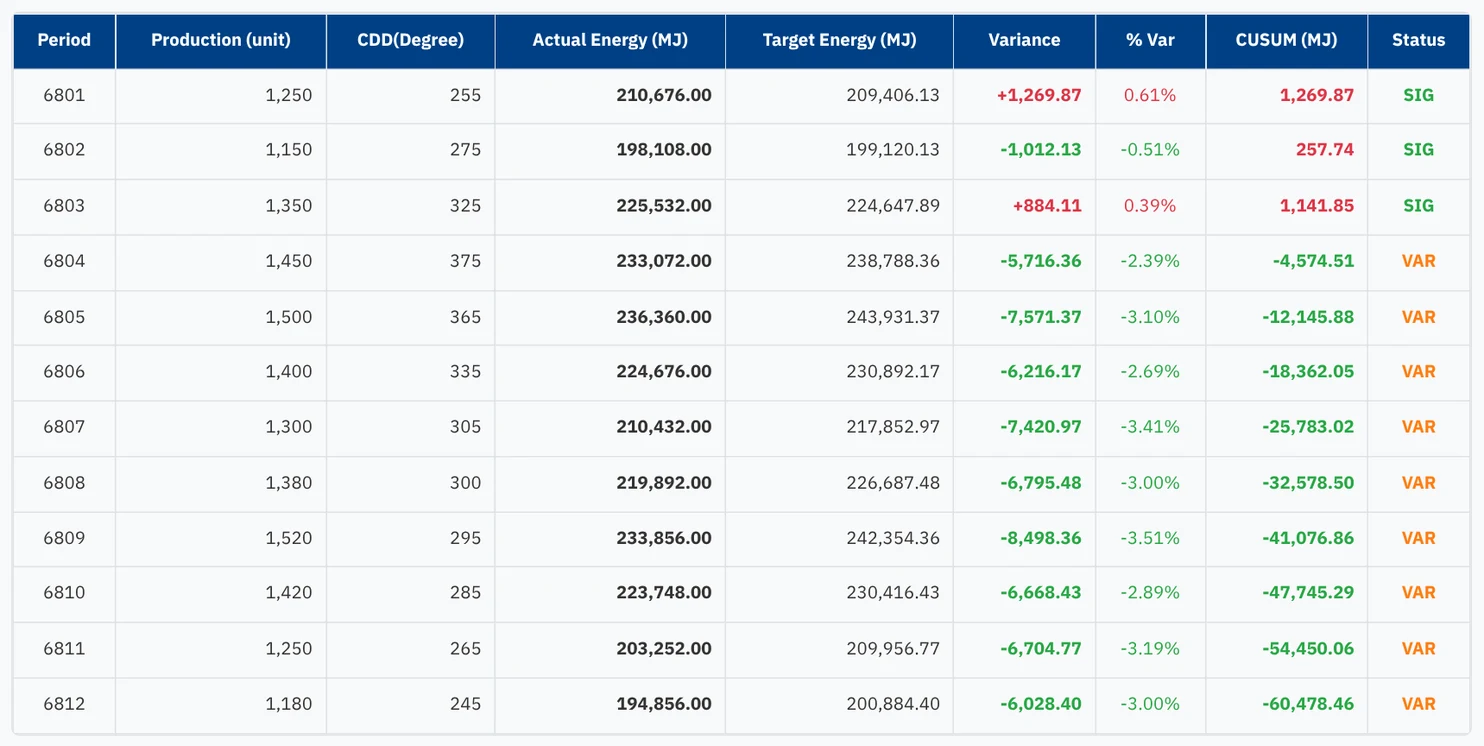 Period Production (unit) CDD(Degree) Actual Energy (MJ) Target Energy (MJ) Variance % Var CUSUM (MJ) Status
6801 1,250 255 210,676.00 209,406.13 +1,269.87 0.61% 1,269.87 SIG
6802 1,150 275 198,108.00 199,120.13 -1,012.13 -0.51% 257.74 SIG
6803 1,350 325 225,532.00 224,647.89 +884.11 0.39% 1,141.85 SIG
6804 1,450 375 233,072.00 238,788.36 -5,716.36 -2.39% -4,574.51 VAR
6805 1,500 365 236,360.00 243,931.37 -7,571.37 -3.10% -12,145.88 VAR
6806 1,400 335 224,676.00 230,892.17 -6,216.17 -2.69% -18,362.05 VAR
6807 1,300 305 210,432.00 217,852.97 -7,420.97 -3.41% -25,783.02 VAR
6808 1,380 300 219,892.00 226,687.48 -6,795.48 -3.00% -32,578.50 VAR
6809 1,520 295 233,856.00 242,354.36 -8,498.36 -3.51% -41,076.86 VAR
6810 1,420 285 223,748.00 230,416.43 -6,668.43 -2.89% -47,745.29 VAR
6811 1,250 265 203,252.00 209,956.77 -6,704.77 -3.19% -54,450.06 VAR
6812 1,180 245 194,856.00 200,884.40 -6,028.40 -3.00% -60,478.46 VAR